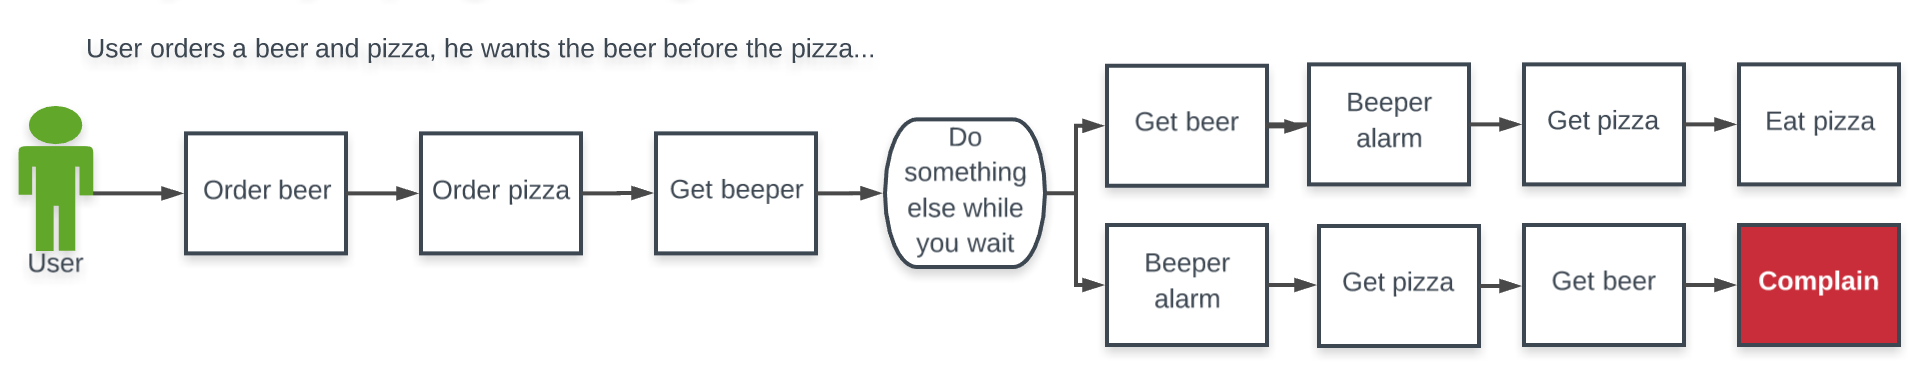 User orders a beer and pizza, he wants the beer before the pizza...
User
Order beer
Order pizza
Get beeper
Do
something
else while
you wait
Get beer
Beeper
alarm
Get pizza
Eat pizza
Beeper
alarm
Get pizza
Get beer
Complain